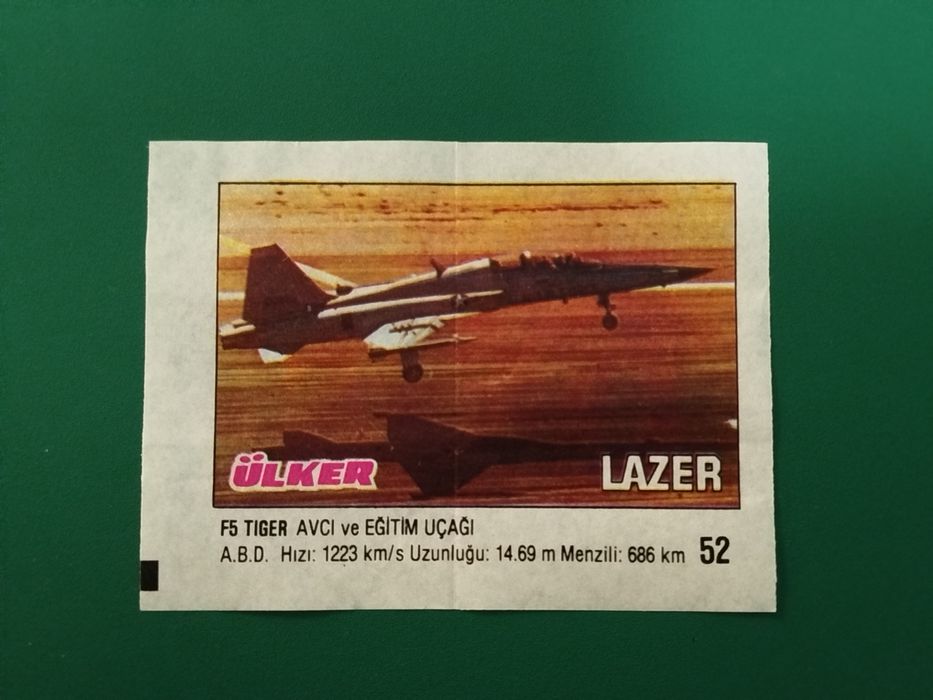 ÜLKER
LAZER
F5 TIGER AVCI ve EĞİTİM UÇAĞI
A.B.D. Hızı: 1223 km/s Uzunluğu: 14.69 m Menzili: 686 km 52